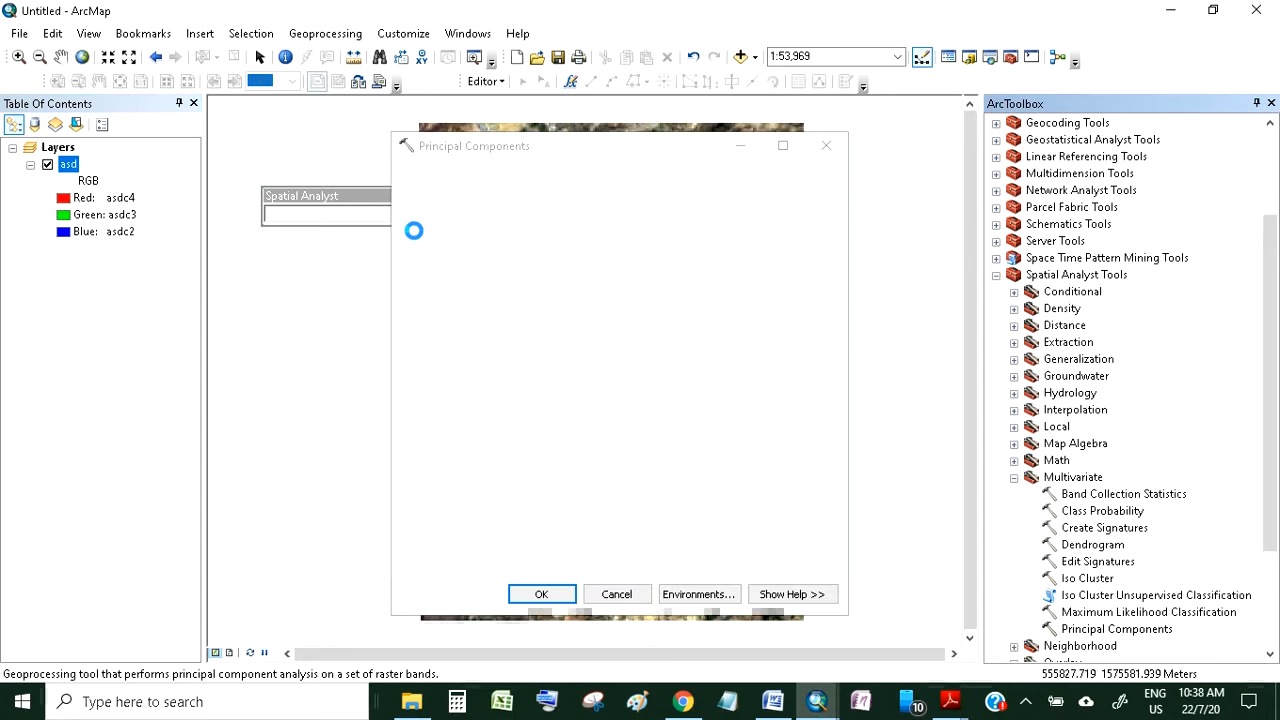 Untitled - ArcMap
File Edit View Bookmarks Insert Selection Geoprocessing Customize Windows Help
1:53,969
Editor
Table Of Contents
Layers
asd
RGB
Red: asdc4
Green: asdc3
Blue: asdc2
Spatial Analyst
Principal Components
OK Cancel Environments... Show Help >>
ArcToolbox
Geocoding Tools
Geostatistical Analyst Tools
Linear Referencing Tools
Multidimension Tools
Network Analyst Tools
Parcel Fabric Tools
Schematics Tools
Server Tools
Space Time Pattern Mining Tools
Spatial Analyst Tools
Conditional
Density
Distance
Extraction
Generalization
Groundwater
Hydrology
Interpolation
Local
Map Algebra
Math
Multivariate
Band Collection Statistics
Class Probability
Create Signatures
Dendrogram
Edit Signatures
Iso Cluster
Iso Cluster Unsupervised Classification
Maximum Likelihood Classification
Principal Components
Neighborhood
Geoprocessing tool that performs principal component analysis on a set of raster bands.
555827.719 1575581.939 Meters
Type here to search
10
ENG
US
10:38 AM
22/7/20